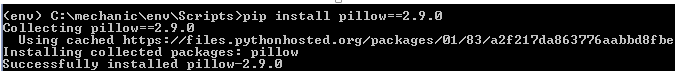 (env) C:\mechanic\env\Scripts>pip install pillow==2.9.0
Collecting pillow==2.9.0
  Using cached https://files.pythonhosted.org/packages/01/83/a2f217da863776aabbd8fbe
Installing collected packages: pillow
Successfully installed pillow-2.9.0